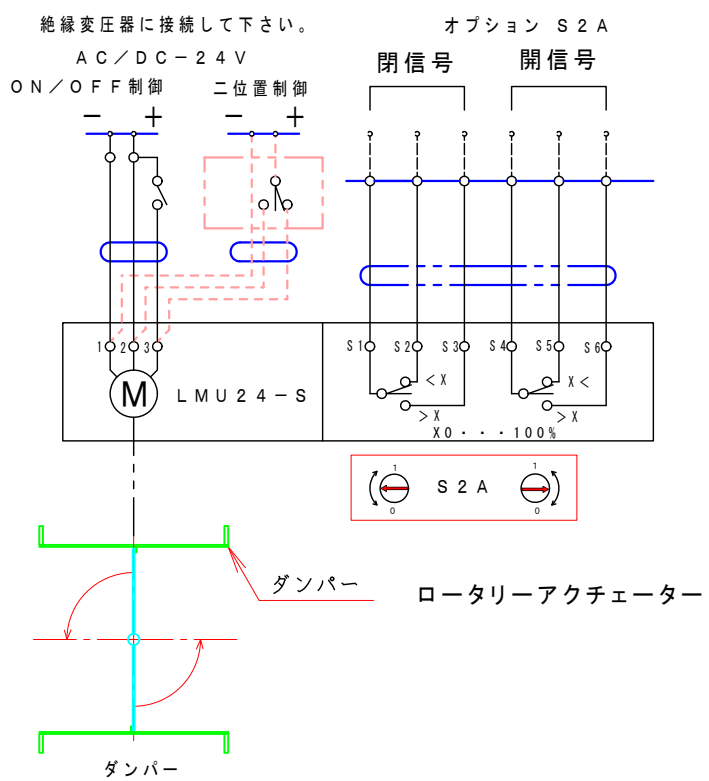 絶縁変圧器に接続して下さい。
オプション S2A
AC/DC-24V
閉信号
開信号
ON/OFF制御
二位置制御
- +
- +
1 2 3
S1 S2 S3 S4 S5 S6
M
LMU24-S
<X
X<
>X
>X
X0・・・100%
1
0
S2A
1
0
ダンパー
ロータリーアクチェーター
ダンパー